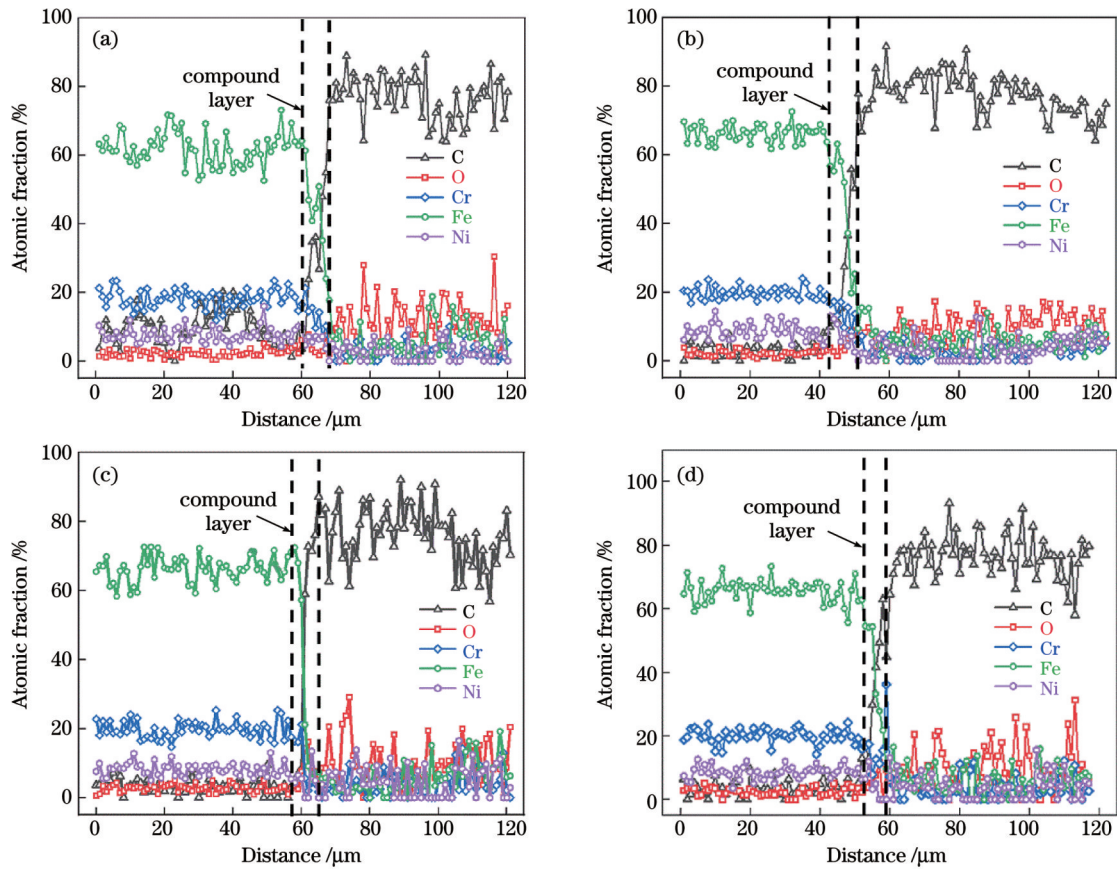 (a)
compound
layer
C
O
Cr
Fe
Ni
Atomic fraction /%
100
80
60
40
20
0
0 20 40 60 80 100 120
Distance /μm
(b)
compound
layer
C
O
Cr
Fe
Ni
Atomic fraction /%
100
80
60
40
20
0
0 20 40 60 80 100 120
Distance /μm
(c)
compound
layer
C
O
Cr
Fe
Ni
Atomic fraction /%
100
80
60
40
20
0
0 20 40 60 80 100 120
Distance /μm
(d)
compound
layer
C
O
Cr
Fe
Ni
Atomic fraction /%
100
80
60
40
20
0
0 20 40 60 80 100 120
Distance /μm